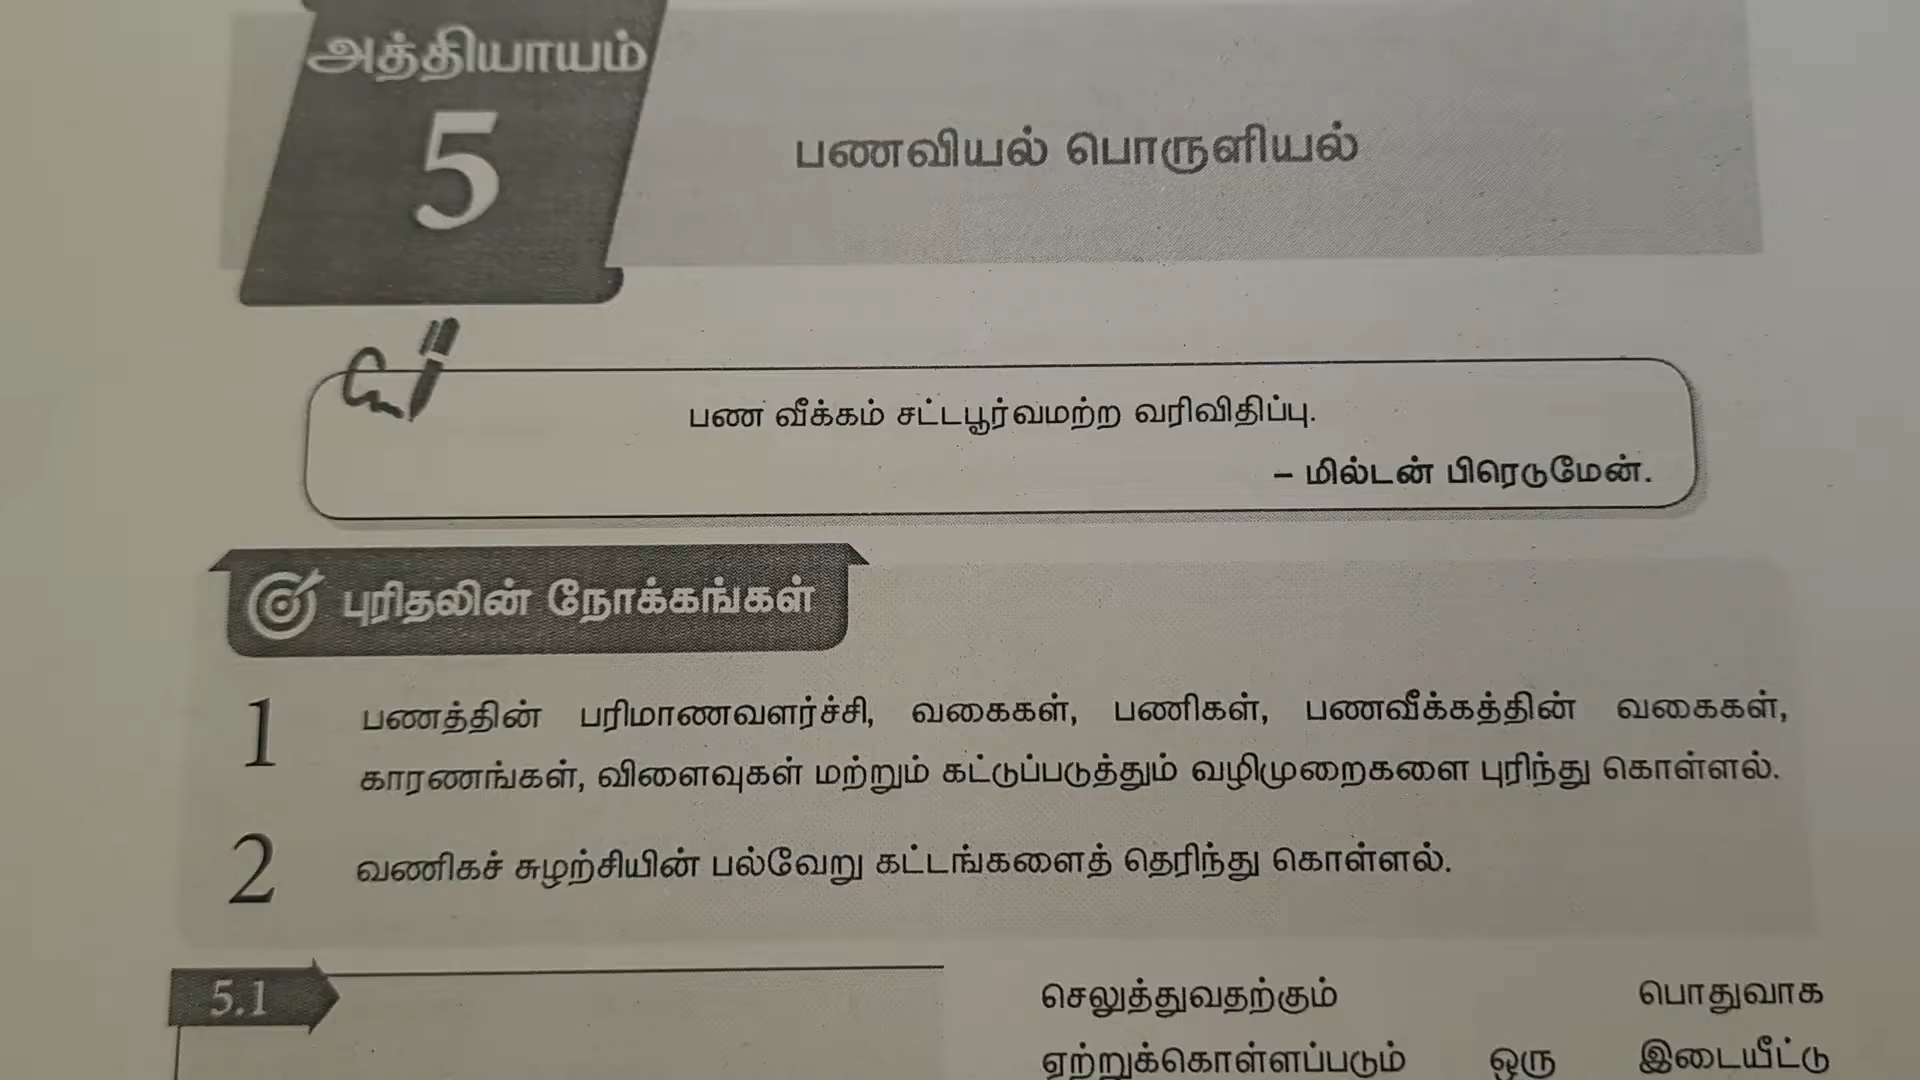 அத்தியாயம்
5
பணவியல் பொருளியல்
பண வீக்கம் சட்டபூர்வமற்ற வரிவிதிப்பு.
– மில்டன் பிரெடுமேன்.
புரிதலின் நோக்கங்கள்
1 பணத்தின் பரிமாணவளர்ச்சி, வகைகள், பணிகள், பணவீக்கத்தின் வகைகள்,
காரணங்கள், விளைவுகள் மற்றும் கட்டுப்படுத்தும் வழிமுறைகளை புரிந்து கொள்ளல்.
2 வணிகச் சுழற்சியின் பல்வேறு கட்டங்களைத் தெரிந்து கொள்ளல்.
5.1
செலுத்துவதற்கும் பொதுவாக
ஏற்றுக்கொள்ளப்படும் ஒரு இடையீட்டு